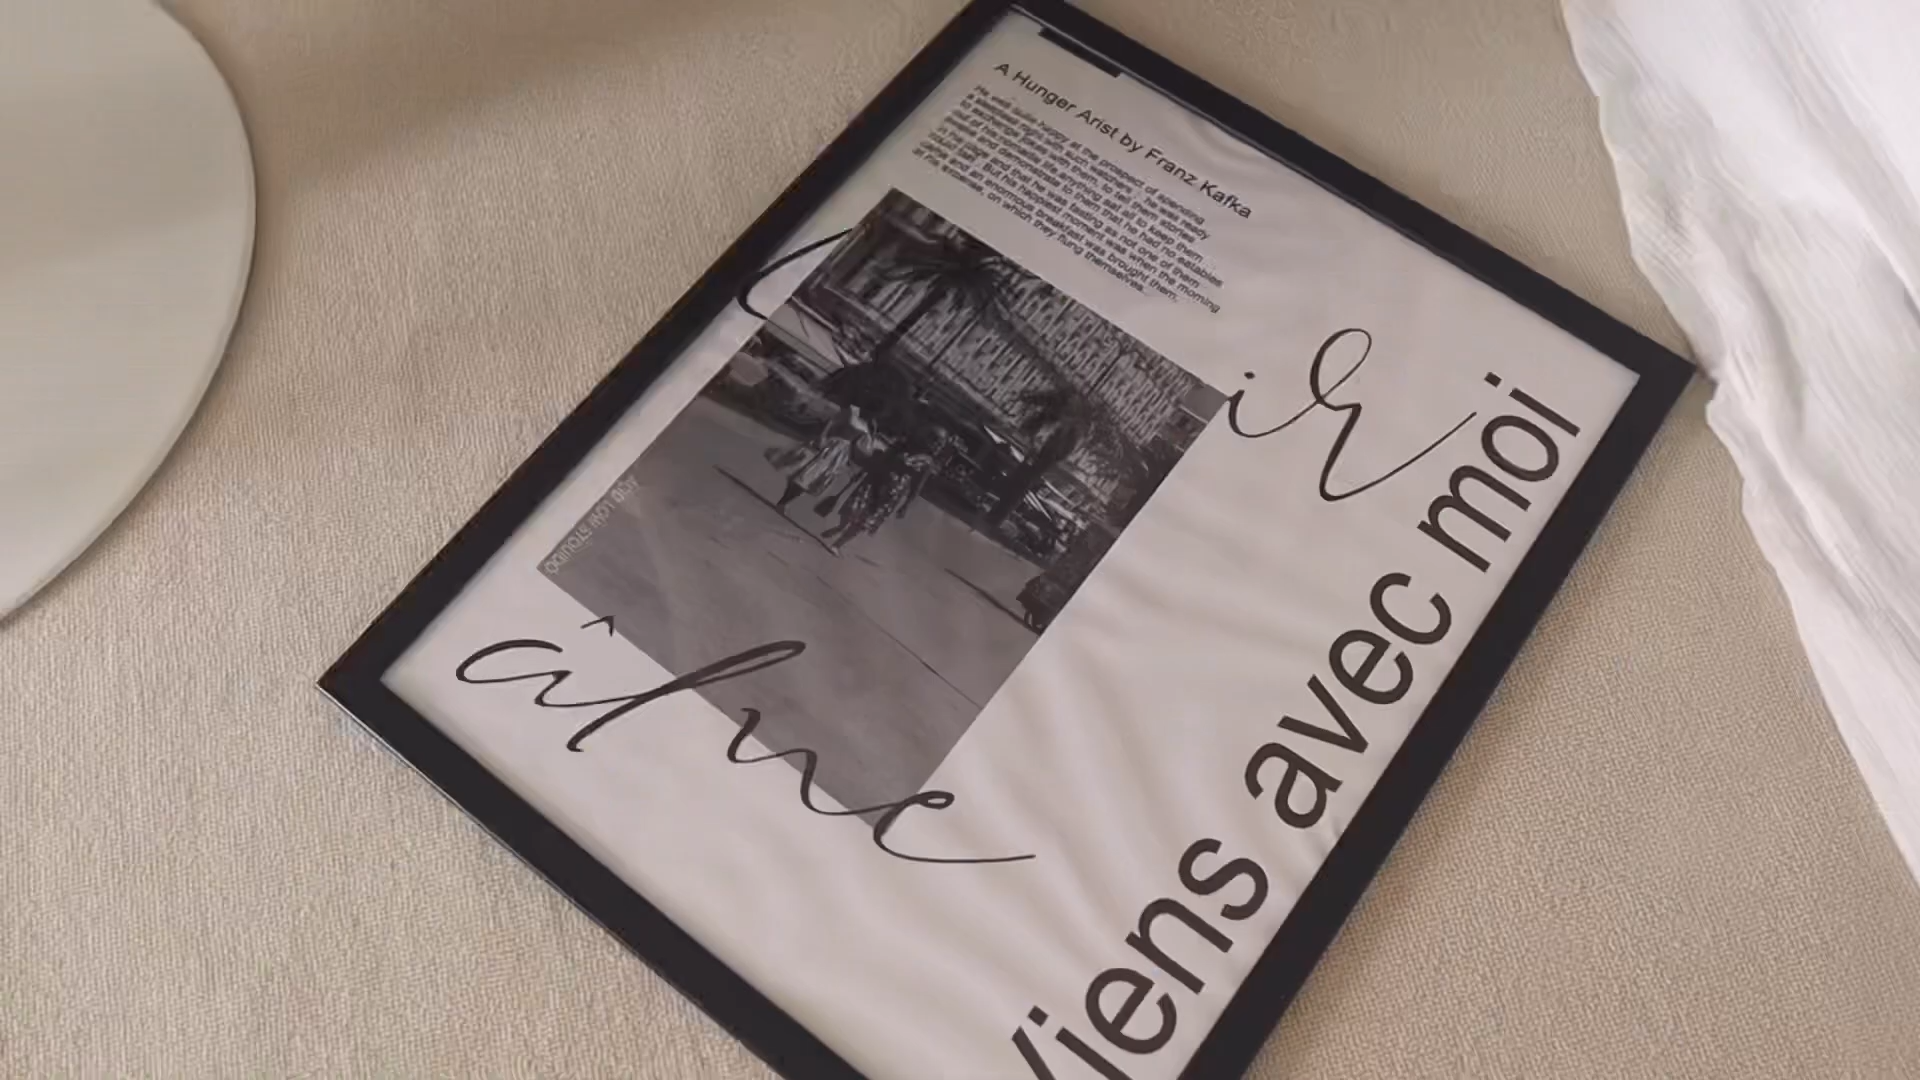 A Hunger Arist by Franz Kafka
He was quite happy at the prospect of spending
a sleepless night with such watchers; he was ready
to exchange jokes with them, to tell them stories
out of his nomadic life, anything at all to keep them
awake and demonstrate to them that he had no eatables
in his cage and that he was fasting as not one of them
could fast. But his happiest moment was when the morning
came and an enormous breakfast was brought them,
on which they flung themselves.
ir
âme
Viens avec moi